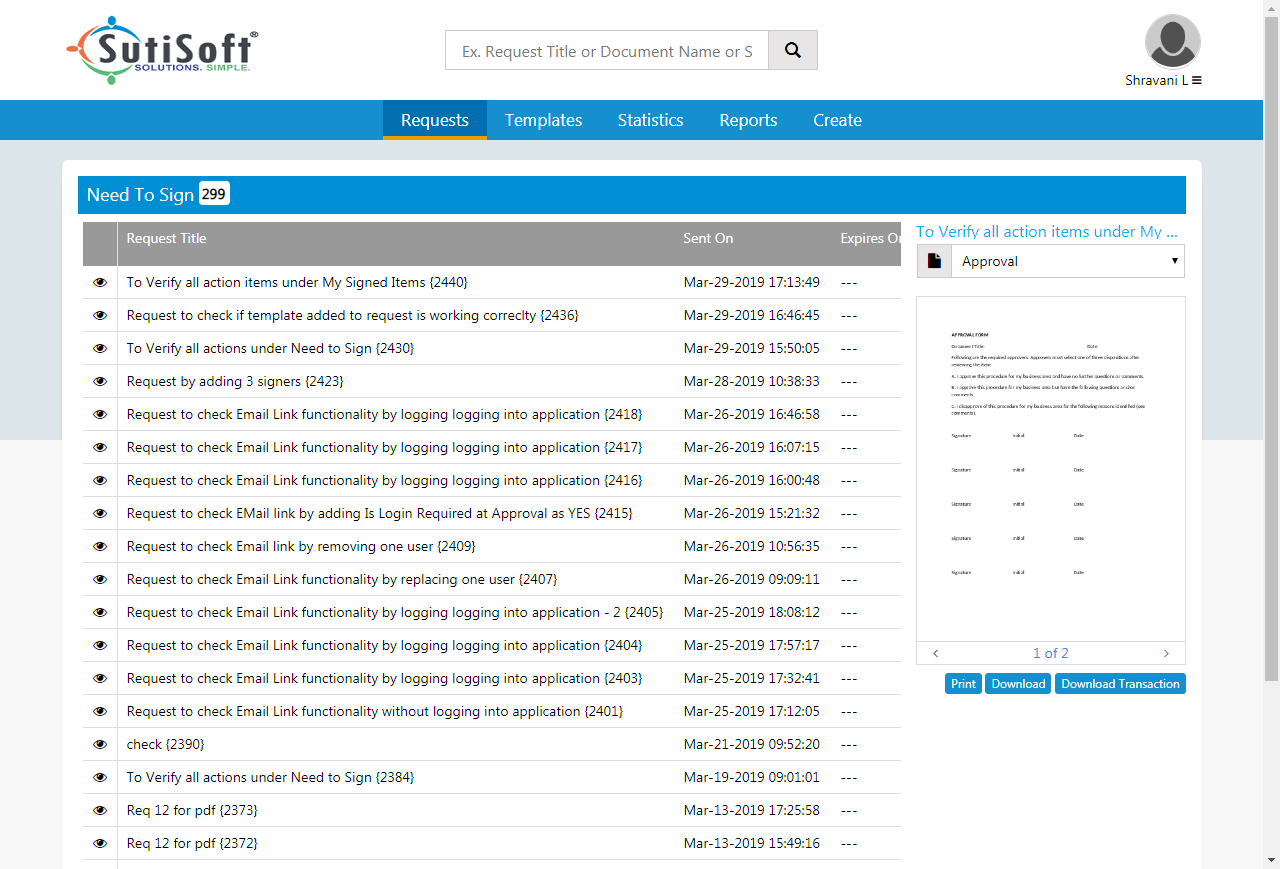 SutiSoft®
SOLUTIONS. SIMPLE.
Ex. Request Title or Document Name or S
Shravani L
Requests Templates Statistics Reports Create
Need To Sign 299
Request Title Sent On Expires On
To Verify all action items under My Signed Items {2440} Mar-29-2019 17:13:49 ---
Request to check if template added to request is working correclty {2436} Mar-29-2019 16:46:45 ---
To Verify all actions under Need to Sign {2430} Mar-29-2019 15:50:05 ---
Request by adding 3 signers {2423} Mar-28-2019 10:38:33 ---
Request to check Email Link functionality by logging logging into application {2418} Mar-26-2019 16:46:58 ---
Request to check Email Link functionality by logging logging into application {2417} Mar-26-2019 16:07:15 ---
Request to check Email Link functionality by logging logging into application {2416} Mar-26-2019 16:00:48 ---
Request to check EMail link by adding Is Login Required at Approval as YES {2415} Mar-26-2019 15:21:32 ---
Request to check Email link by removing one user {2409} Mar-26-2019 10:56:35 ---
Request to check Email Link functionality by replacing one user {2407} Mar-26-2019 09:09:11 ---
Request to check Email Link functionality by logging logging into application - 2 {2405} Mar-25-2019 18:08:12 ---
Request to check Email Link functionality by logging logging into application {2404} Mar-25-2019 17:57:17 ---
Request to check Email Link functionality by logging logging into application {2403} Mar-25-2019 17:32:41 ---
Request to check Email Link functionality without logging into application {2401} Mar-25-2019 17:12:05 ---
check {2390} Mar-21-2019 09:52:20 ---
To Verify all actions under Need to Sign {2384} Mar-19-2019 09:01:01 ---
Req 12 for pdf {2373} Mar-13-2019 17:25:58 ---
Req 12 for pdf {2372} Mar-13-2019 15:49:16 ---
To Verify all action items under My ...
Approval
APPROVAL FORM
Document Title: Date:
Following are the required approvers. Approvers must select one of three dispositions after
reviewing the item:
A. I approve this procedure for my business area and have no further questions or comments.
B. I approve this procedure for my business area but have the following questions and/or
comments.
C. I disapprove of this procedure for my business area for the following reasons identified (see
comments).
Signature Initial Date
Signature Initial Date
Signature Initial Date
Signature Initial Date
Signature Initial Date
1 of 2
Print Download Download Transaction